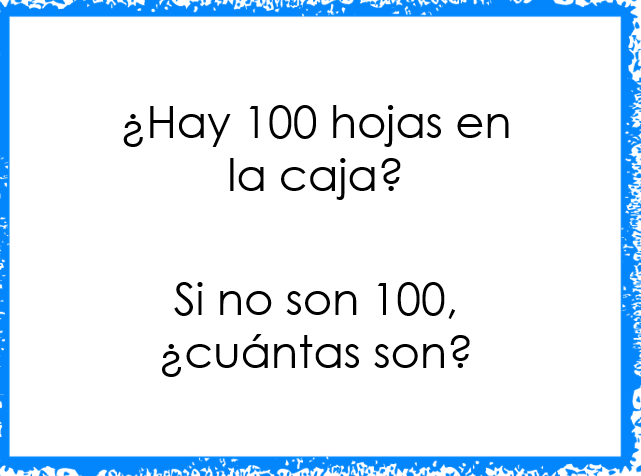 ¿Hay 100 hojas en
la caja?
Si no son 100,
¿cuántas son?